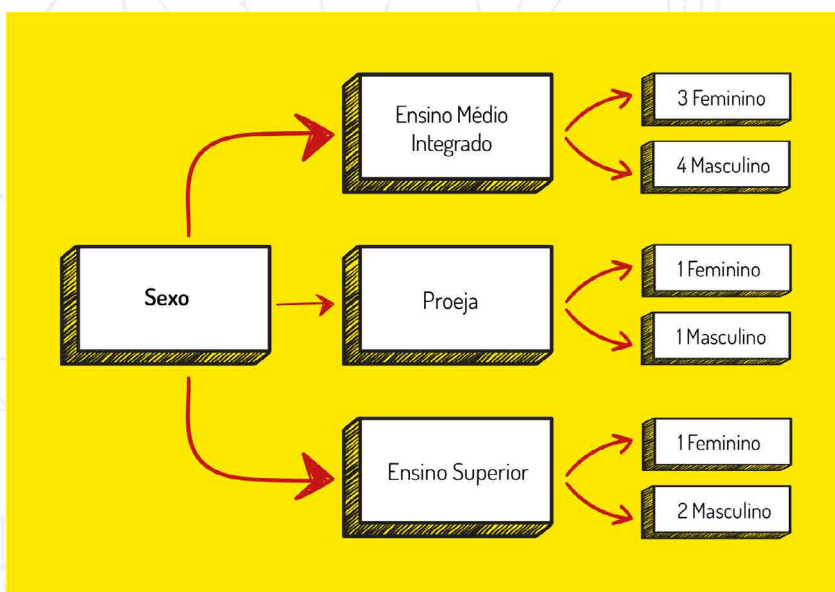 Sexo
Ensino Médio
Integrado
3 Feminino
4 Masculino
Proeja
1 Feminino
1 Masculino
Ensino Superior
1 Feminino
2 Masculino